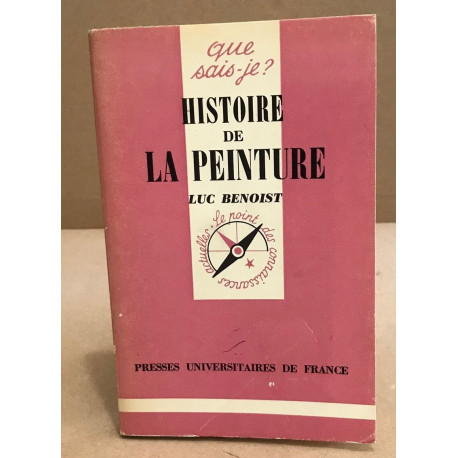 que
sais-je?
HISTOIRE
DE
LA PEINTURE
LUC BENOIST
Le point des connaissances actuelles
PRESSES UNIVERSITAIRES DE FRANCE